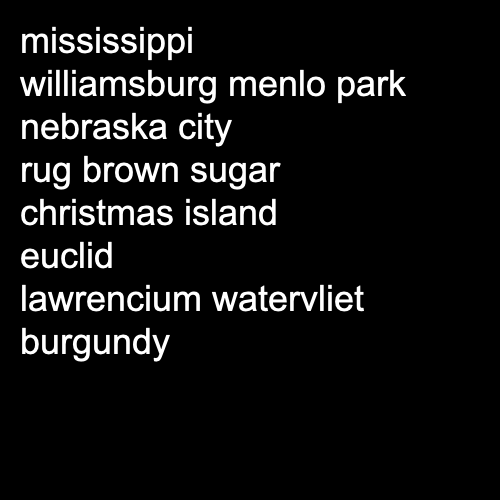 mississippi
williamsburg menlo park
nebraska city
rug brown sugar
christmas island
euclid
lawrencium watervliet
burgundy